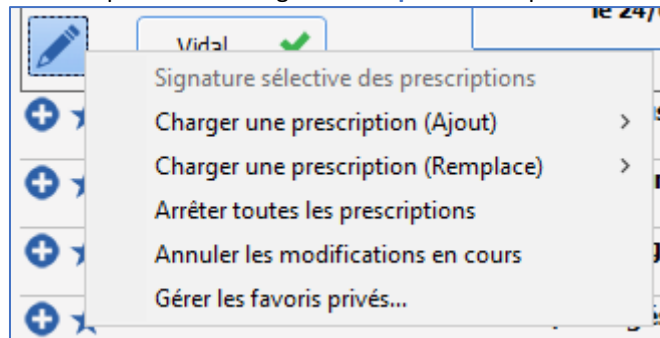 le 24/
Vidal
Signature sélective des prescriptions
Charger une prescription (Ajout)
Charger une prescription (Remplace)
Arrêter toutes les prescriptions
Annuler les modifications en cours
Gérer les favoris privés...